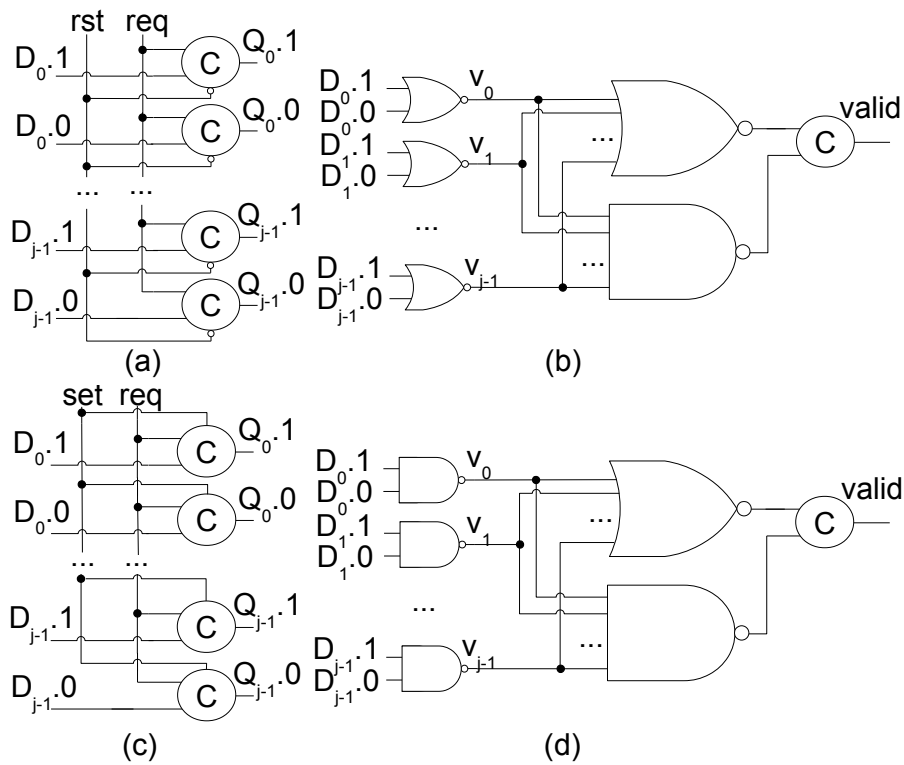 rst req
D₀.1 Q₀.1
C
D₀.0 Q₀.0
C
... ...
Dⱼ₋₁.1 Qⱼ₋₁.1
C
Dⱼ₋₁.0 Qⱼ₋₁.0
C
(a)
D₀.1 v₀
D₀.0
D₁.1 v₁
D₁.0
...
Dⱼ₋₁.1 vⱼ₋₁
Dⱼ₋₁.0
...
...
C valid
(b)
set req
D₀.1 Q₀.1
C
D₀.0 Q₀.0
C
... ...
Dⱼ₋₁.1 Qⱼ₋₁.1
C
Dⱼ₋₁.0 Qⱼ₋₁.0
C
(c)
D₀.1 v₀
D₀.0
D₁.1 v₁
D₁.0
...
Dⱼ₋₁.1 vⱼ₋₁
Dⱼ₋₁.0
...
...
C valid
(d)